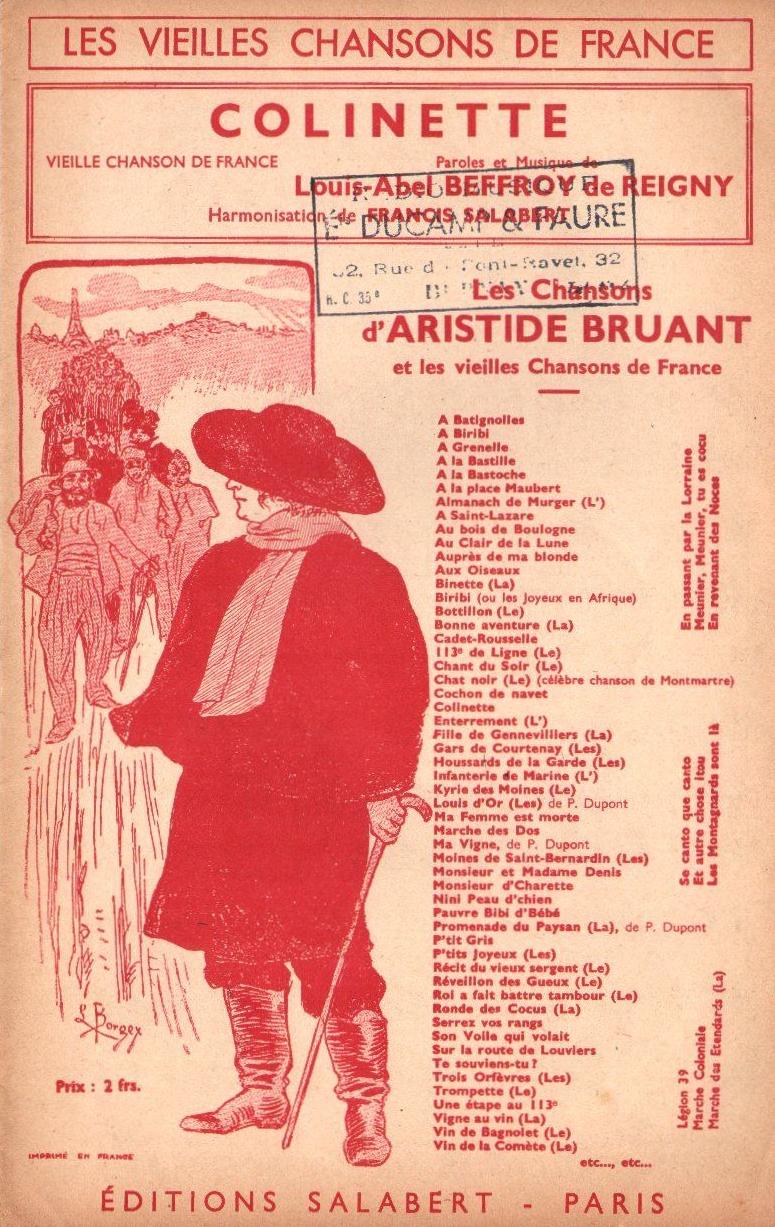 LES VIEILLES CHANSONS DE FRANCE
COLINETTE
VIEILLE CHANSON DE FRANCE
Paroles et Musique de
Louis-Abel BEFFROY de REIGNY
Harmonisation de FRANCIS SALABERT
Éts DUCAMP & FAURE
32, Rue d Pont-Ravet, 32
R. C. 35
Les Chansons
d'ARISTIDE BRUANT
et les vieilles Chansons de France
A Batignolles
A Biribi
A Grenelle
A la Bastille
A la Bastoche
A la place Maubert
Almanach de Murger (L')
A Saint-Lazare
Au bois de Boulogne
Au Clair de la Lune
Auprès de ma blonde
Aux Oiseaux
Binette (La)
Biribi (ou les Joyeux en Afrique)
Bottillon (Le)
Bonne aventure (La)
Cadet-Rousselle
113e de Ligne (Le)
Chant du Soir (Le)
Chat noir (Le) (célèbre chanson de Montmartre)
Cochon de navet
Colinette
Enterrement (L')
Fille de Gennevilliers (La)
Gars de Courtenay (Les)
Houssards de la Garde (Les)
Infanterie de Marine (L')
Kyrie des Moines (Le)
Louis d'Or (Les) de P. Dupont
Ma Femme est morte
Marche des Dos
Ma Vigne, de P. Dupont
Moines de Saint-Bernardin (Les)
Monsieur et Madame Denis
Monsieur d'Charette
Nini Peau d'chien
Pauvre Bibi d'Bébé
Promenade du Paysan (La), de P. Dupont
P'tit Gris
P'tits Joyeux (Les)
Récit du vieux sergent (Le)
Réveillon des Gueux (Le)
Roi a fait battre tambour (Le)
Ronde des Cocus (La)
Serrez vos rangs
Son Voile qui volait
Sur la route de Louviers
Te souviens-tu ?
Trois Orfèvres (Les)
Trompette (Le)
Une étape au 113e
Vigne au vin (La)
Vin de Bagnolet (Le)
Vin de la Comète (Le)
etc..., etc...
En passant par la Lorraine
Meunier, Meunier, tu es cocu
En revenant des Noces
Se canto que canto
Et autre chose itou
Les Montagnards sont là
Légion 39
Marche Coloniale
Marche des Etendards (La)
L. Borgex
Prix : 2 frs.
IMPRIMÉ EN FRANCE
ÉDITIONS SALABERT - PARIS